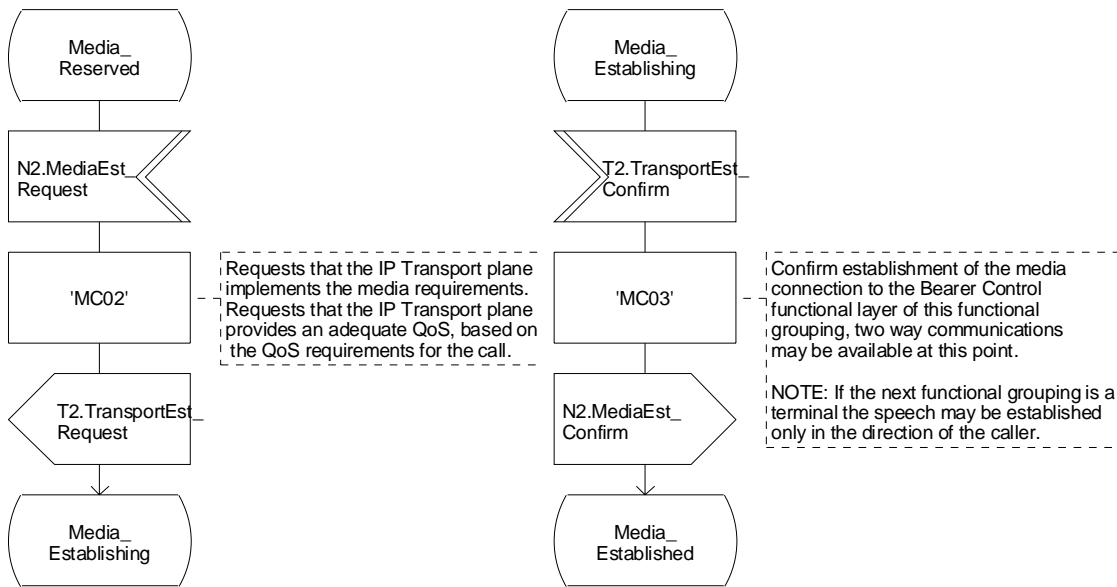 Media_
Reserved
N2.MediaEst_
Request
'MC02'
Requests that the IP Transport plane
implements the media requirements.
Requests that the IP Transport plane
provides an adequate QoS, based on
the QoS requirements for the call.
T2.TransportEst_
Request
Media_
Establishing
Media_
Establishing
T2.TransportEst_
Confirm
'MC03'
Confirm establishment of the media
connection to the Bearer Control
functional layer of this functional
grouping, two way communications
may be available at this point.
NOTE: If the next functional grouping is a
terminal the speech may be established
only in the direction of the caller.
N2.MediaEst_
Confirm
Media_
Established